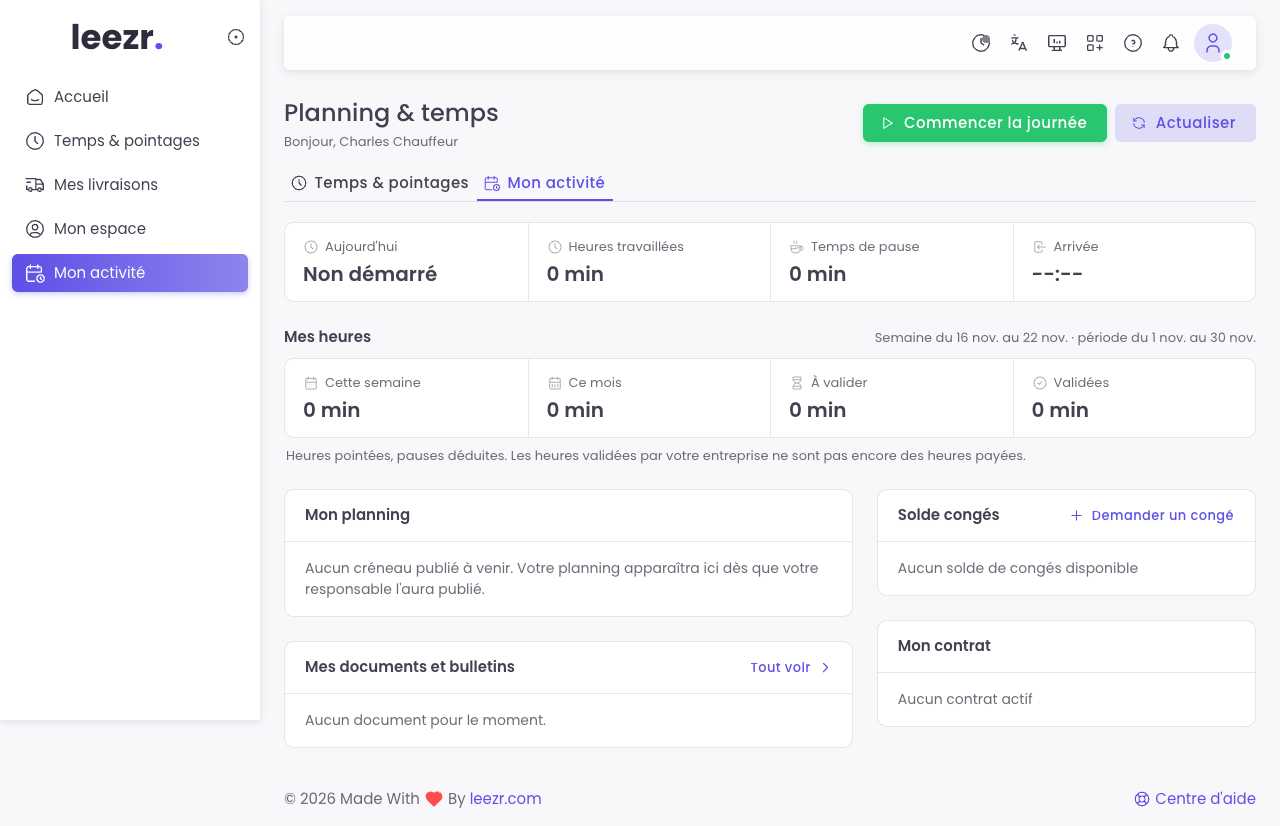 leezr.
Accueil
Temps & pointages
Mes livraisons
Mon espace
Mon activité
Planning & temps
Bonjour, Charles Chauffeur
Commencer la journée
Actualiser
Temps & pointages
Mon activité
Aujourd'hui
Non démarré
Heures travaillées
0 min
Temps de pause
0 min
Arrivée
--:--
Mes heures
Semaine du 16 nov. au 22 nov. · période du 1 nov. au 30 nov.
Cette semaine
0 min
Ce mois
0 min
À valider
0 min
Validées
0 min
Heures pointées, pauses déduites. Les heures validées par votre entreprise ne sont pas encore des heures payées.
Mon planning
Aucun créneau publié à venir. Votre planning apparaîtra ici dès que votre
responsable l'aura publié.
Mes documents et bulletins
Tout voir
Aucun document pour le moment.
Solde congés
Demander un congé
Aucun solde de congés disponible
Mon contrat
Aucun contrat actif
© 2026 Made With By leezr.com
Centre d'aide